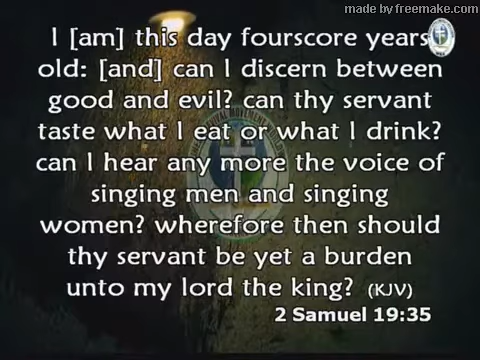 made by freemake.com
I [am] this day fourscore years
old: [and] can I discern between
good and evil? can thy servant
taste what I eat or what I drink?
can I hear any more the voice of
singing men and singing
women? wherefore then should
thy servant be yet a burden
unto my lord the king? (KJV)
2 Samuel 19:35